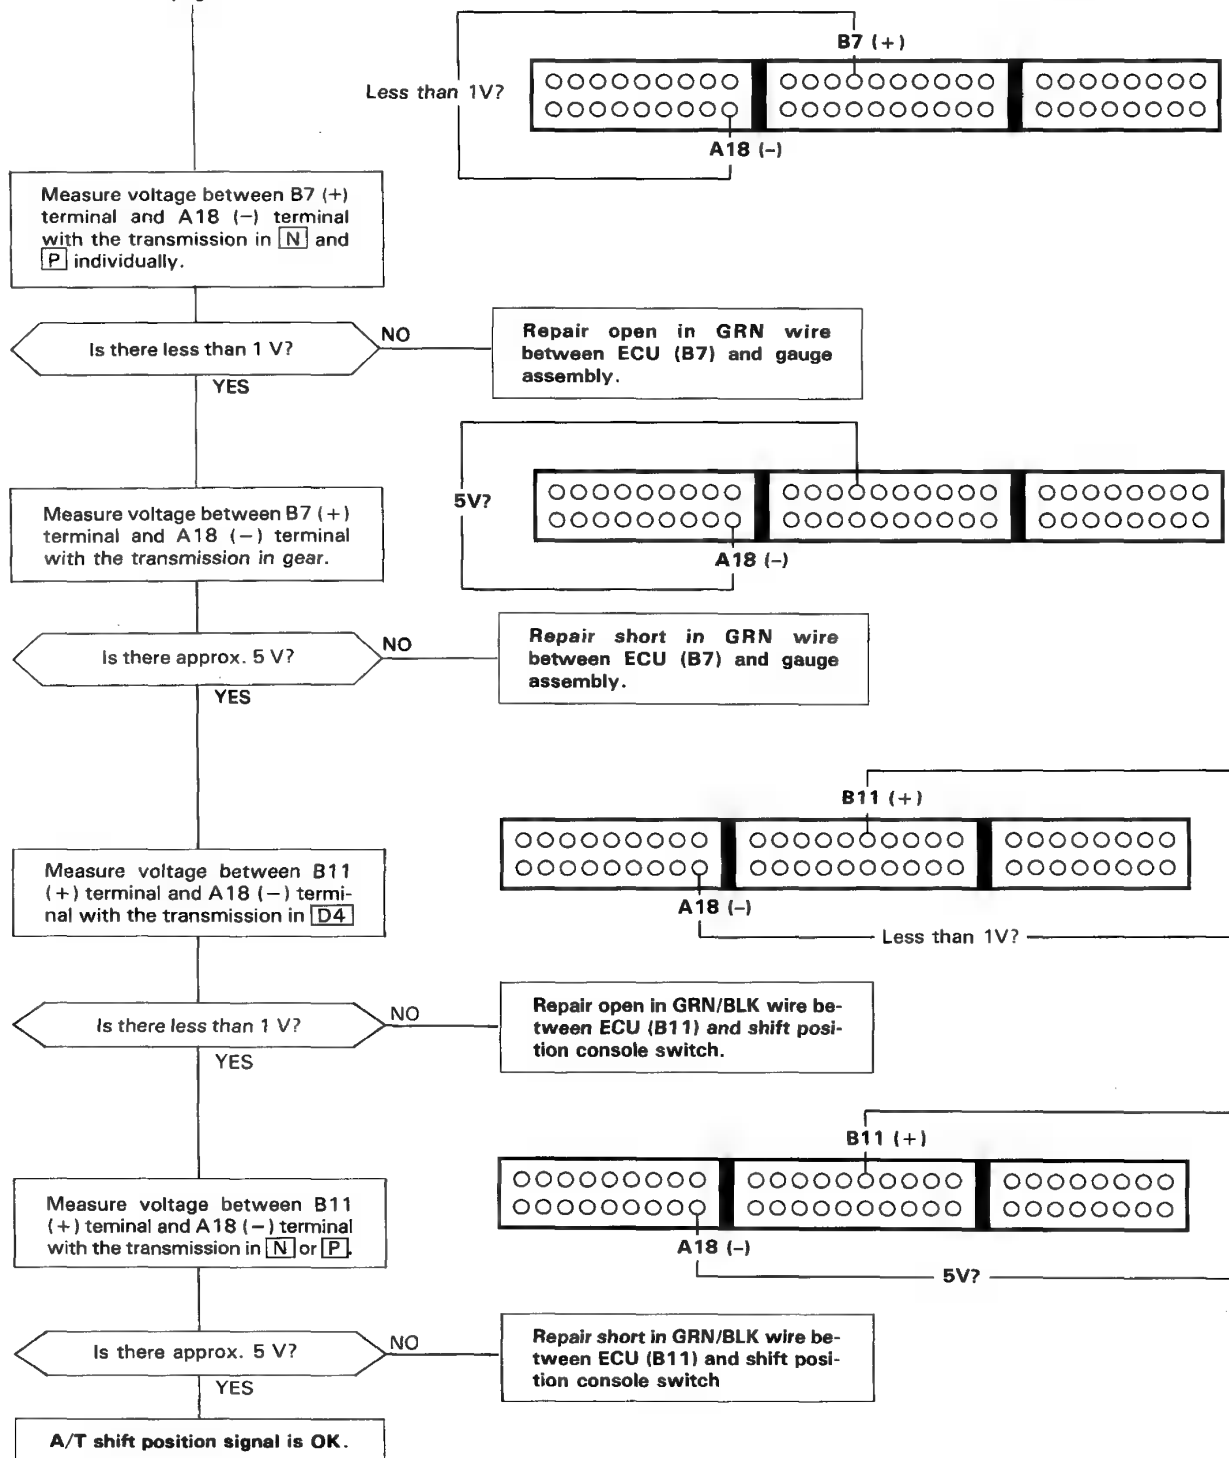 B7 (+)
Less than 1V?
A18 (−)
Measure voltage between B7 (+)
terminal and A18 (−) terminal
with the transmission in N and
P individually.
Is there less than 1 V?
NO
YES
Repair open in GRN wire
between ECU (B7) and gauge
assembly.
5V?
A18 (−)
Measure voltage between B7 (+)
terminal and A18 (−) terminal
with the transmission in gear.
Is there approx. 5 V?
NO
YES
Repair short in GRN wire
between ECU (B7) and gauge
assembly.
B11 (+)
A18 (−)
Less than 1V?
Measure voltage between B11
(+) terminal and A18 (−) termi-
nal with the transmission in D4
Is there less than 1 V?
NO
YES
Repair open in GRN/BLK wire be-
tween ECU (B11) and shift posi-
tion console switch.
B11 (+)
A18 (−)
5V?
Measure voltage between B11
(+) teminal and A18 (−) terminal
with the transmission in N or P.
Is there approx. 5 V?
NO
YES
Repair short in GRN/BLK wire be-
tween ECU (B11) and shift posi-
tion console switch
A/T shift position signal is OK.